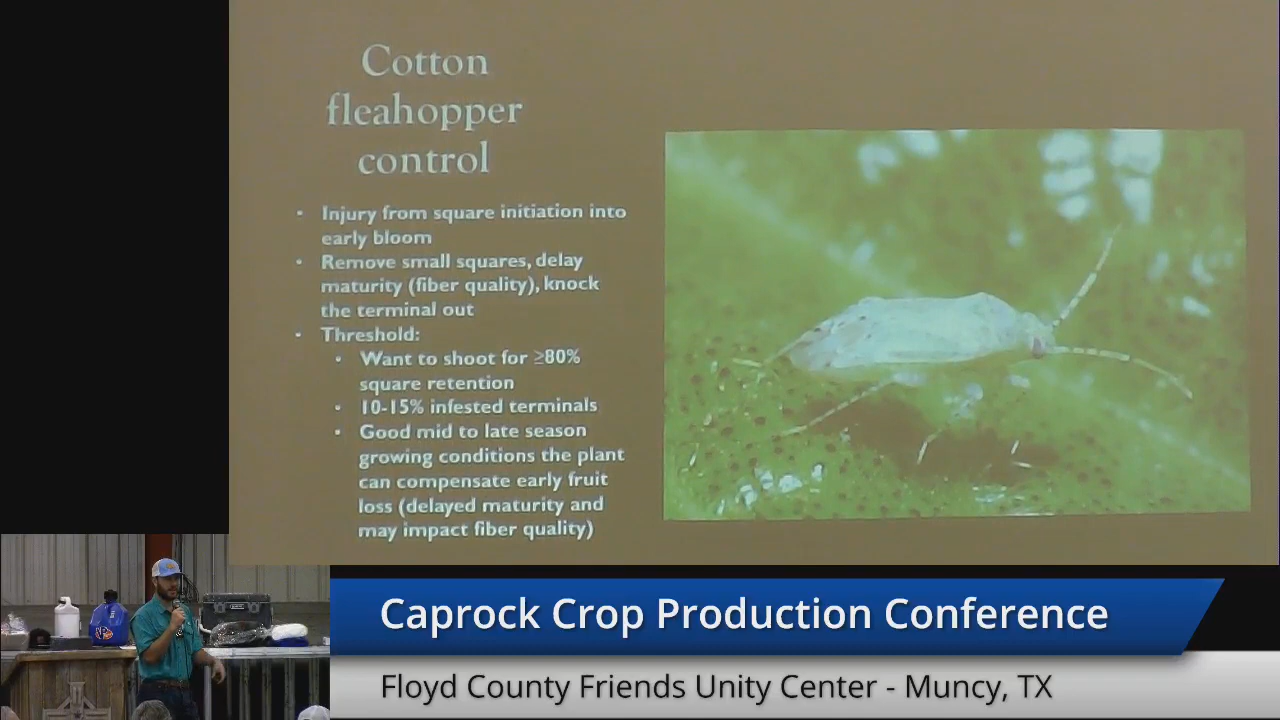 Cotton
fleahopper
control
• Injury from square initiation into
early bloom
• Remove small squares, delay
maturity (fiber quality), knock
the terminal out
• Threshold:
• Want to shoot for ≥80%
square retention
• 10-15% infested terminals
• Good mid to late season
growing conditions the plant
can compensate early fruit
loss (delayed maturity and
may impact fiber quality)
Caprock Crop Production Conference
Floyd County Friends Unity Center - Muncy, TX